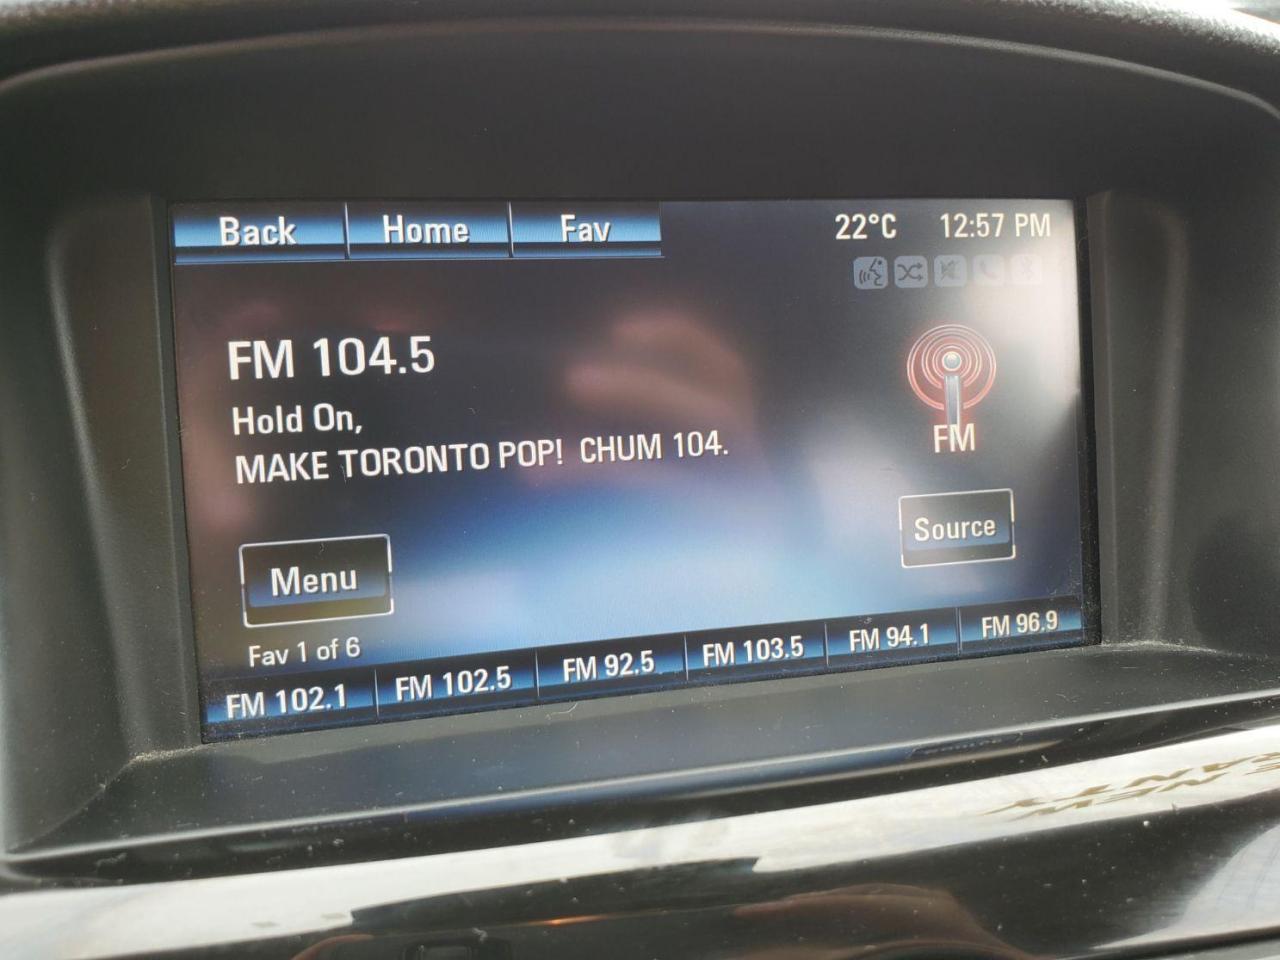 Back Home Fav 22°C 12:57 PM
FM 104.5
Hold On,
MAKE TORONTO POP! CHUM 104.
FM
Source
Menu
Fav 1 of 6
FM 102.1 FM 102.5 FM 92.5 FM 103.5 FM 94.1 FM 96.9